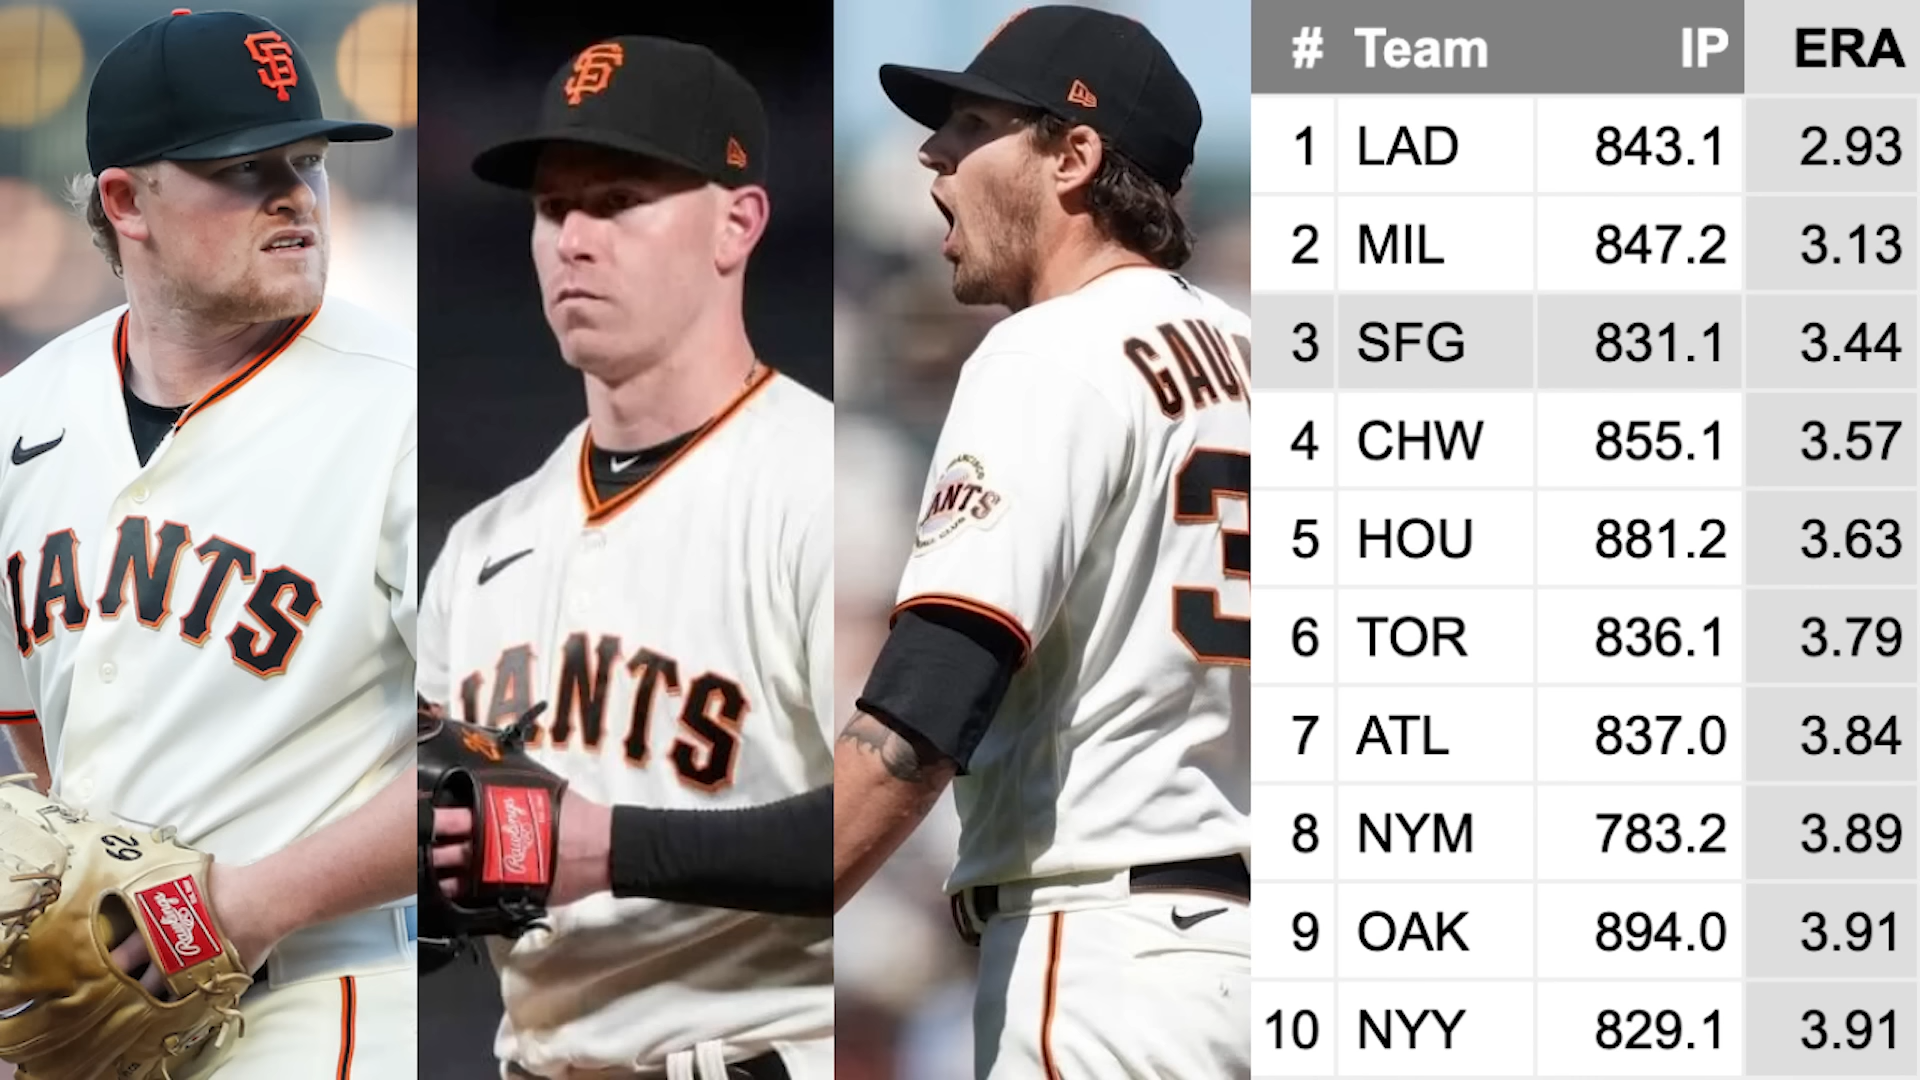 SF
IANTS
62
Rawlings
SF
IANTS
Rawlings
GAU
3
ANTS
# Team IP ERA
1 LAD 843.1 2.93
2 MIL 847.2 3.13
3 SFG 831.1 3.44
4 CHW 855.1 3.57
5 HOU 881.2 3.63
6 TOR 836.1 3.79
7 ATL 837.0 3.84
8 NYM 783.2 3.89
9 OAK 894.0 3.91
10 NYY 829.1 3.91